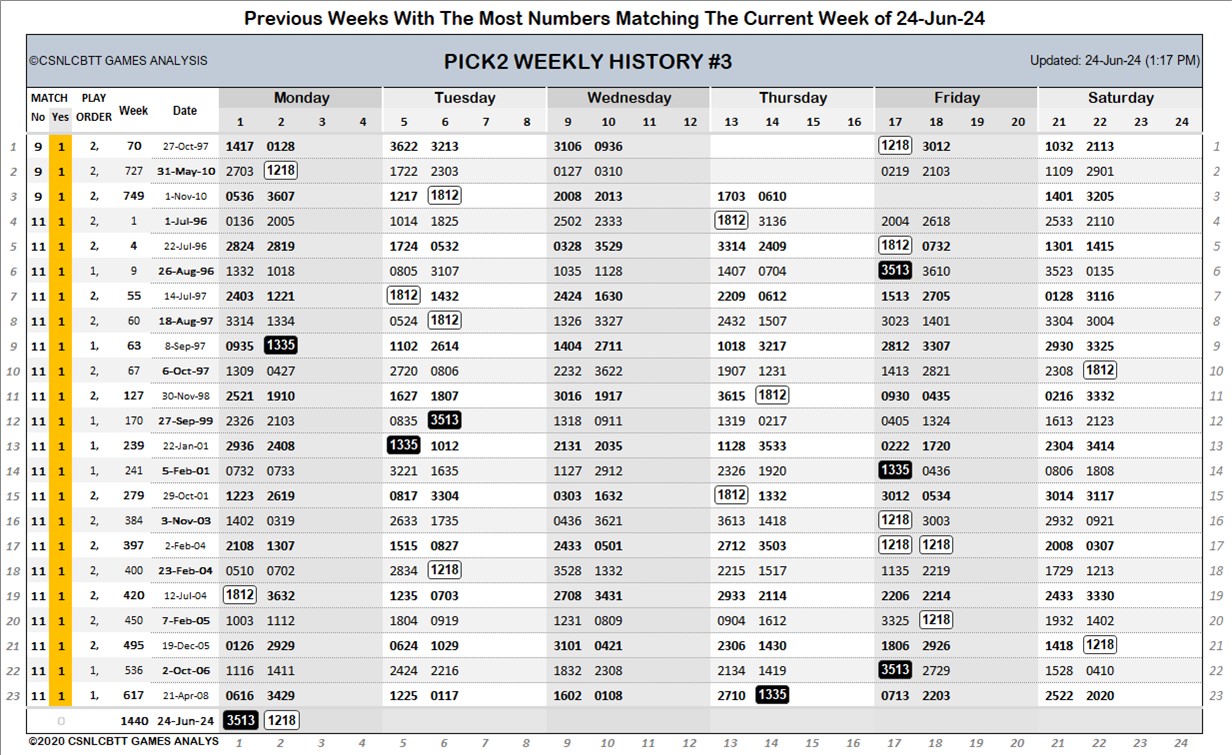 Previous Weeks With The Most Numbers Matching The Current Week of 24-Jun-24
©CSNLCBTT GAMES ANALYSIS PICK2 WEEKLY HISTORY #3 Updated: 24-Jun-24 (1:17 PM)
MATCH PLAY Week Date Monday Tuesday Wednesday Thursday Friday Saturday
No Yes ORDER 1 2 3 4 5 6 7 8 9 10 11 12 13 14 15 16 17 18 19 20 21 22 23 24
1 9 1 2, 70 27-Oct-97 1417 0128 3622 3213 3106 0936 1218 3012 1032 2113 1
2 9 1 2, 727 31-May-10 2703 1218 1722 2303 0127 0310 0219 2103 1109 2901 2
3 9 1 2, 749 1-Nov-10 0536 3607 1217 1812 2008 2013 1703 0610 1401 3205 3
4 11 1 2, 1 1-Jul-96 0136 2005 1014 1825 2502 2333 1812 3136 2004 2618 2533 2110 4
5 11 1 2, 4 22-Jul-96 2824 2819 1724 0532 0328 3529 3314 2409 1812 0732 1301 1415 5
6 11 1 1, 9 26-Aug-96 1332 1018 0805 3107 1035 1128 1407 0704 3513 3610 3523 0135 6
7 11 1 2, 55 14-Jul-97 2403 1221 1812 1432 2424 1630 2209 0612 1513 2705 0128 3116 7
8 11 1 2, 60 18-Aug-97 3314 1334 0524 1812 1326 3327 2432 1507 3023 1401 3304 3004 8
9 11 1 1, 63 8-Sep-97 0935 1335 1102 2614 1404 2711 1018 3217 2812 3307 2930 3325 9
10 11 1 2, 67 6-Oct-97 1309 0427 2720 0806 2232 3622 1907 1231 1413 2821 2308 1812 10
11 11 1 2, 127 30-Nov-98 2521 1910 1627 1807 3016 1917 3615 1812 0930 0435 0216 3332 11
12 11 1 1, 170 27-Sep-99 2326 2103 0835 3513 1318 0911 1319 0217 0405 1324 1613 2123 12
13 11 1 1, 239 22-Jan-01 2936 2408 1335 1012 2131 2035 1128 3533 0222 1720 2304 3414 13
14 11 1 1, 241 5-Feb-01 0732 0733 3221 1635 1127 2912 2326 1920 1335 0436 0806 1808 14
15 11 1 2, 279 29-Oct-01 1223 2619 0817 3304 0303 1632 1812 1332 3012 0534 3014 3117 15
16 11 1 2, 384 3-Nov-03 1402 0319 2633 1735 0436 3621 3613 1418 1218 3003 2932 0921 16
17 11 1 2, 397 2-Feb-04 2108 1307 1515 0827 2433 0501 2712 3503 1218 1218 2008 0307 17
18 11 1 2, 400 23-Feb-04 0510 0702 2834 1218 3528 1332 2215 1517 1135 2219 1729 1213 18
19 11 1 2, 420 12-Jul-04 1812 3632 1235 0703 2708 3431 2933 2114 2206 2214 2433 3330 19
20 11 1 2, 450 7-Feb-05 1003 1112 1804 0919 1231 0809 0904 1612 3325 1218 1932 1402 20
21 11 1 2, 495 19-Dec-05 0126 2929 0624 1029 3101 0421 2306 1430 1806 2926 1418 1218 21
22 11 1 1, 536 2-Oct-06 1116 1411 2424 2216 1832 2308 2134 1419 3513 2729 1528 0410 22
23 11 1 1, 617 21-Apr-08 0616 3429 1225 0117 1602 0108 2710 1335 0713 2203 2522 2020 23
0 1440 24-Jun-24 3513 1218
©2020 CSNLCBTT GAMES ANALYS 1 2 3 4 5 6 7 8 9 10 11 12 13 14 15 16 17 18 19 20 21 22 23 24